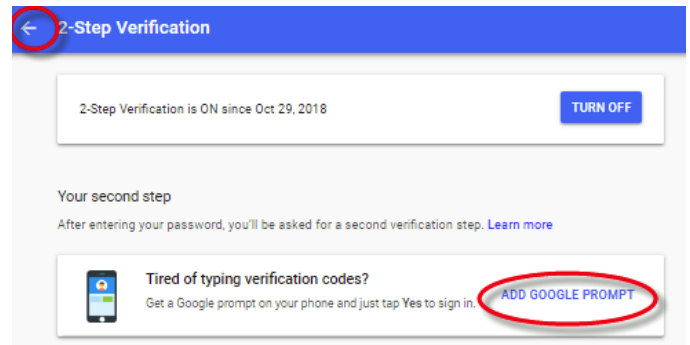 2-Step Verification
2-Step Verification is ON since Oct 29, 2018
TURN OFF
Your second step
After entering your password, you'll be asked for a second verification step. Learn more
Tired of typing verification codes?
Get a Google prompt on your phone and just tap Yes to sign in.
ADD GOOGLE PROMPT